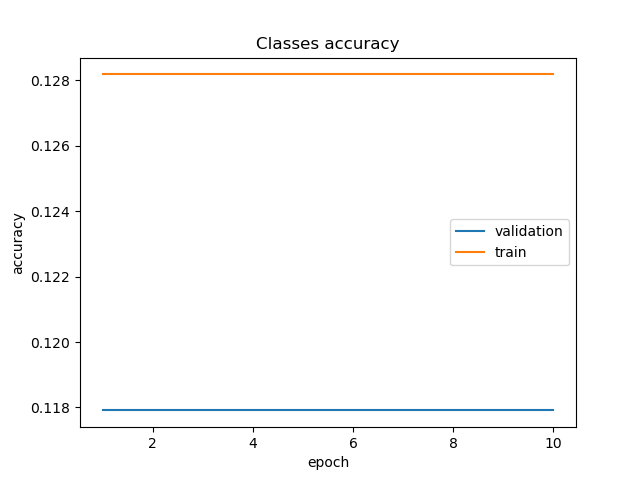 Classes accuracy
0.128
0.126
0.124
0.122
0.120
0.118
accuracy
validation
train
2 4 6 8 10
epoch